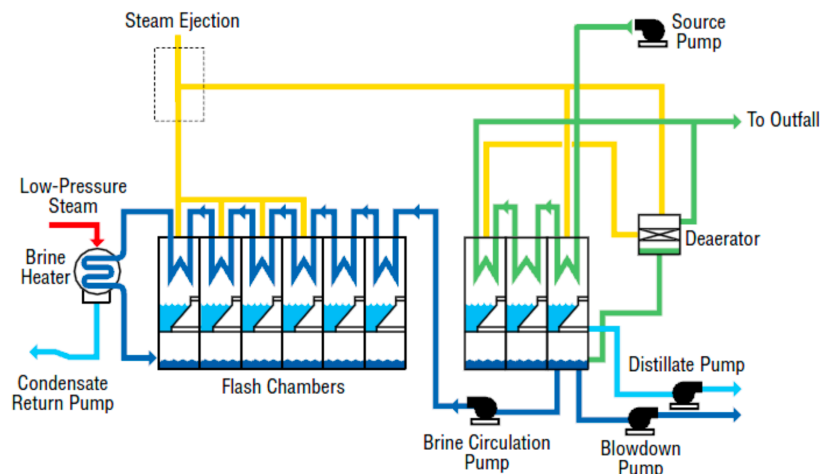 Steam Ejection
Source
Pump
To Outfall
Low-Pressure
Steam
Brine
Heater
Deaerator
Condensate
Return Pump
Flash Chambers
Distillate Pump
Brine Circulation
Pump
Blowdown
Pump